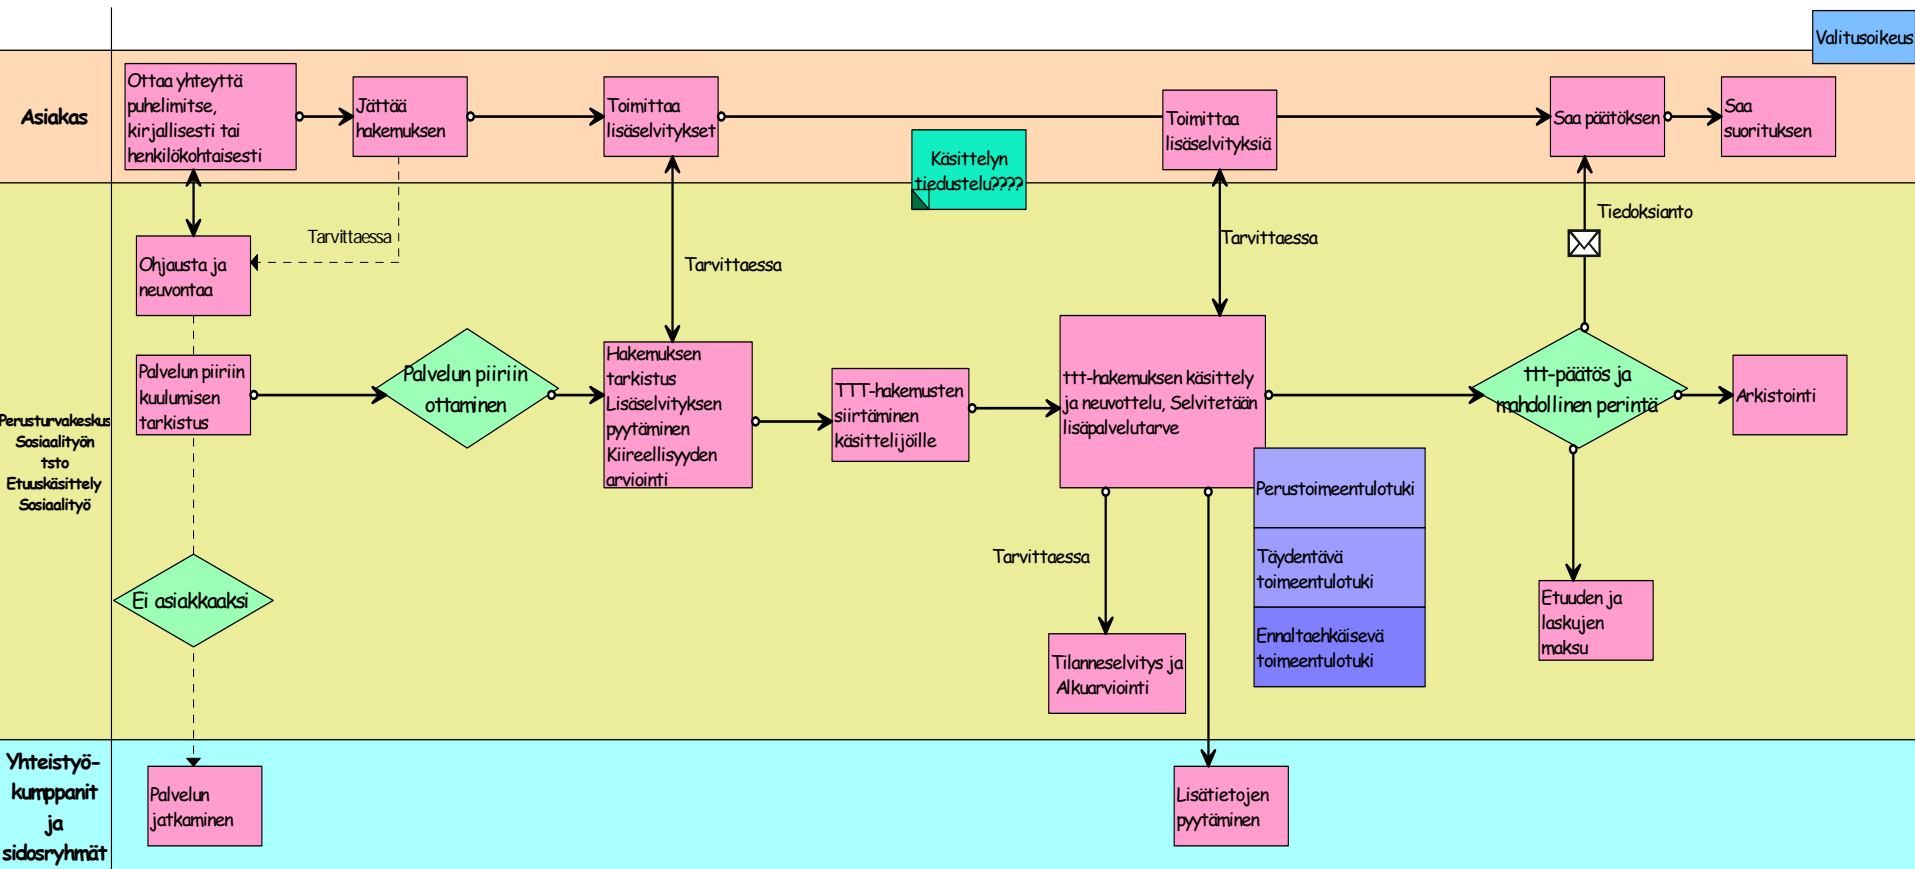 Valitusoikeus
Asiakas
Ottaa yhteyttä
puhelimitse,
kirjallisesti tai
henkilökohtaisesti
Jättää
hakemuksen
Toimittaa
lisäselvitykset
Käsittelyn
tiedustelu????
Toimittaa
lisäselvityksiä
Saa päätöksen
Saa
suorituksen
Perusturvakeskus
Sosiaalityön
tsto
Etuuskäsittely
Sosiaalityö
Tarvittaessa
Ohjausta ja
neuvontaa
Tarvittaessa
Tarvittaessa
Tiedoksianto
Palvelun piiriin
kuulumisen
tarkistus
Palvelun piiriin
ottaminen
Hakemuksen
tarkistus
Lisäselvityksen
pyytäminen
Kiireellisyyden
arviointi
TTT-hakemusten
siirtäminen
käsittelijöille
ttt-hakemuksen käsittely
ja neuvottelu, Selvitetään
lisäpalvelutarve
ttt-päätös ja
mahdollinen perintä
Arkistointi
Perustoimeentulotuki
Täydentävä
toimeentulotuki
Ennaltaehkäisevä
toimeentulotuki
Tarvittaessa
Ei asiakkaaksi
Tilanneselvitys ja
Alkuarviointi
Etuuden ja
laskujen
maksu
Yhteistyö-
kumppanit
ja
sidosryhmät
Palvelun
jatkaminen
Lisätietojen
pyytäminen